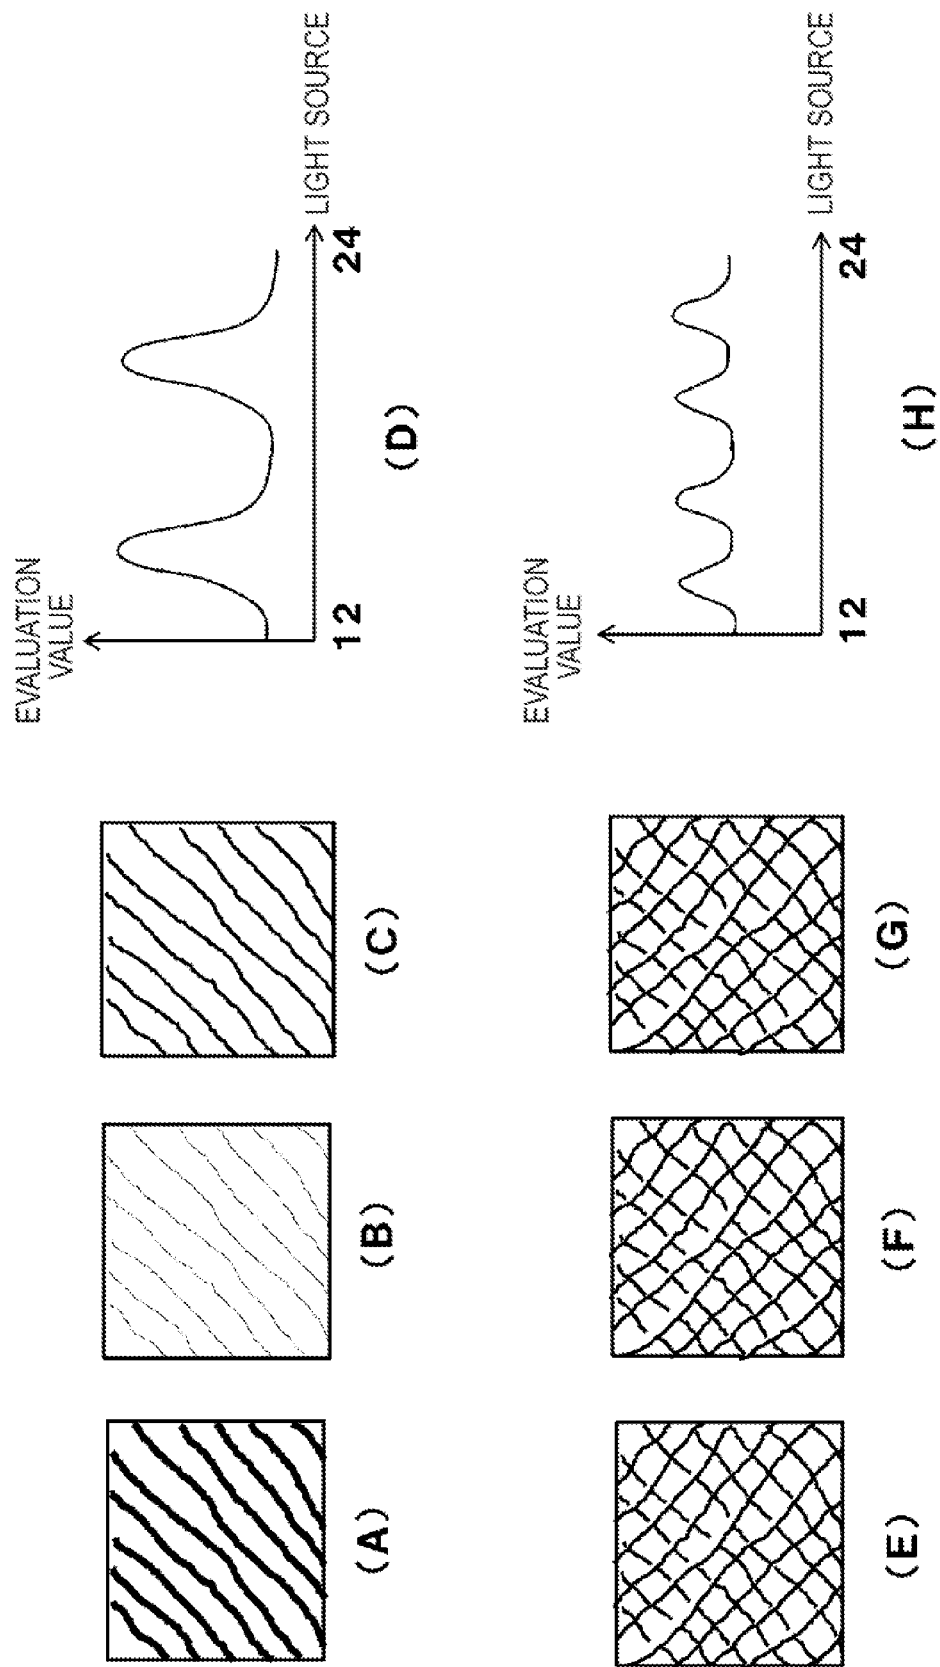 EVALUATION
VALUE
12
24
LIGHT SOURCE
(A)
(B)
(C)
(D)
EVALUATION
VALUE
12
24
LIGHT SOURCE
(E)
(F)
(G)
(H)